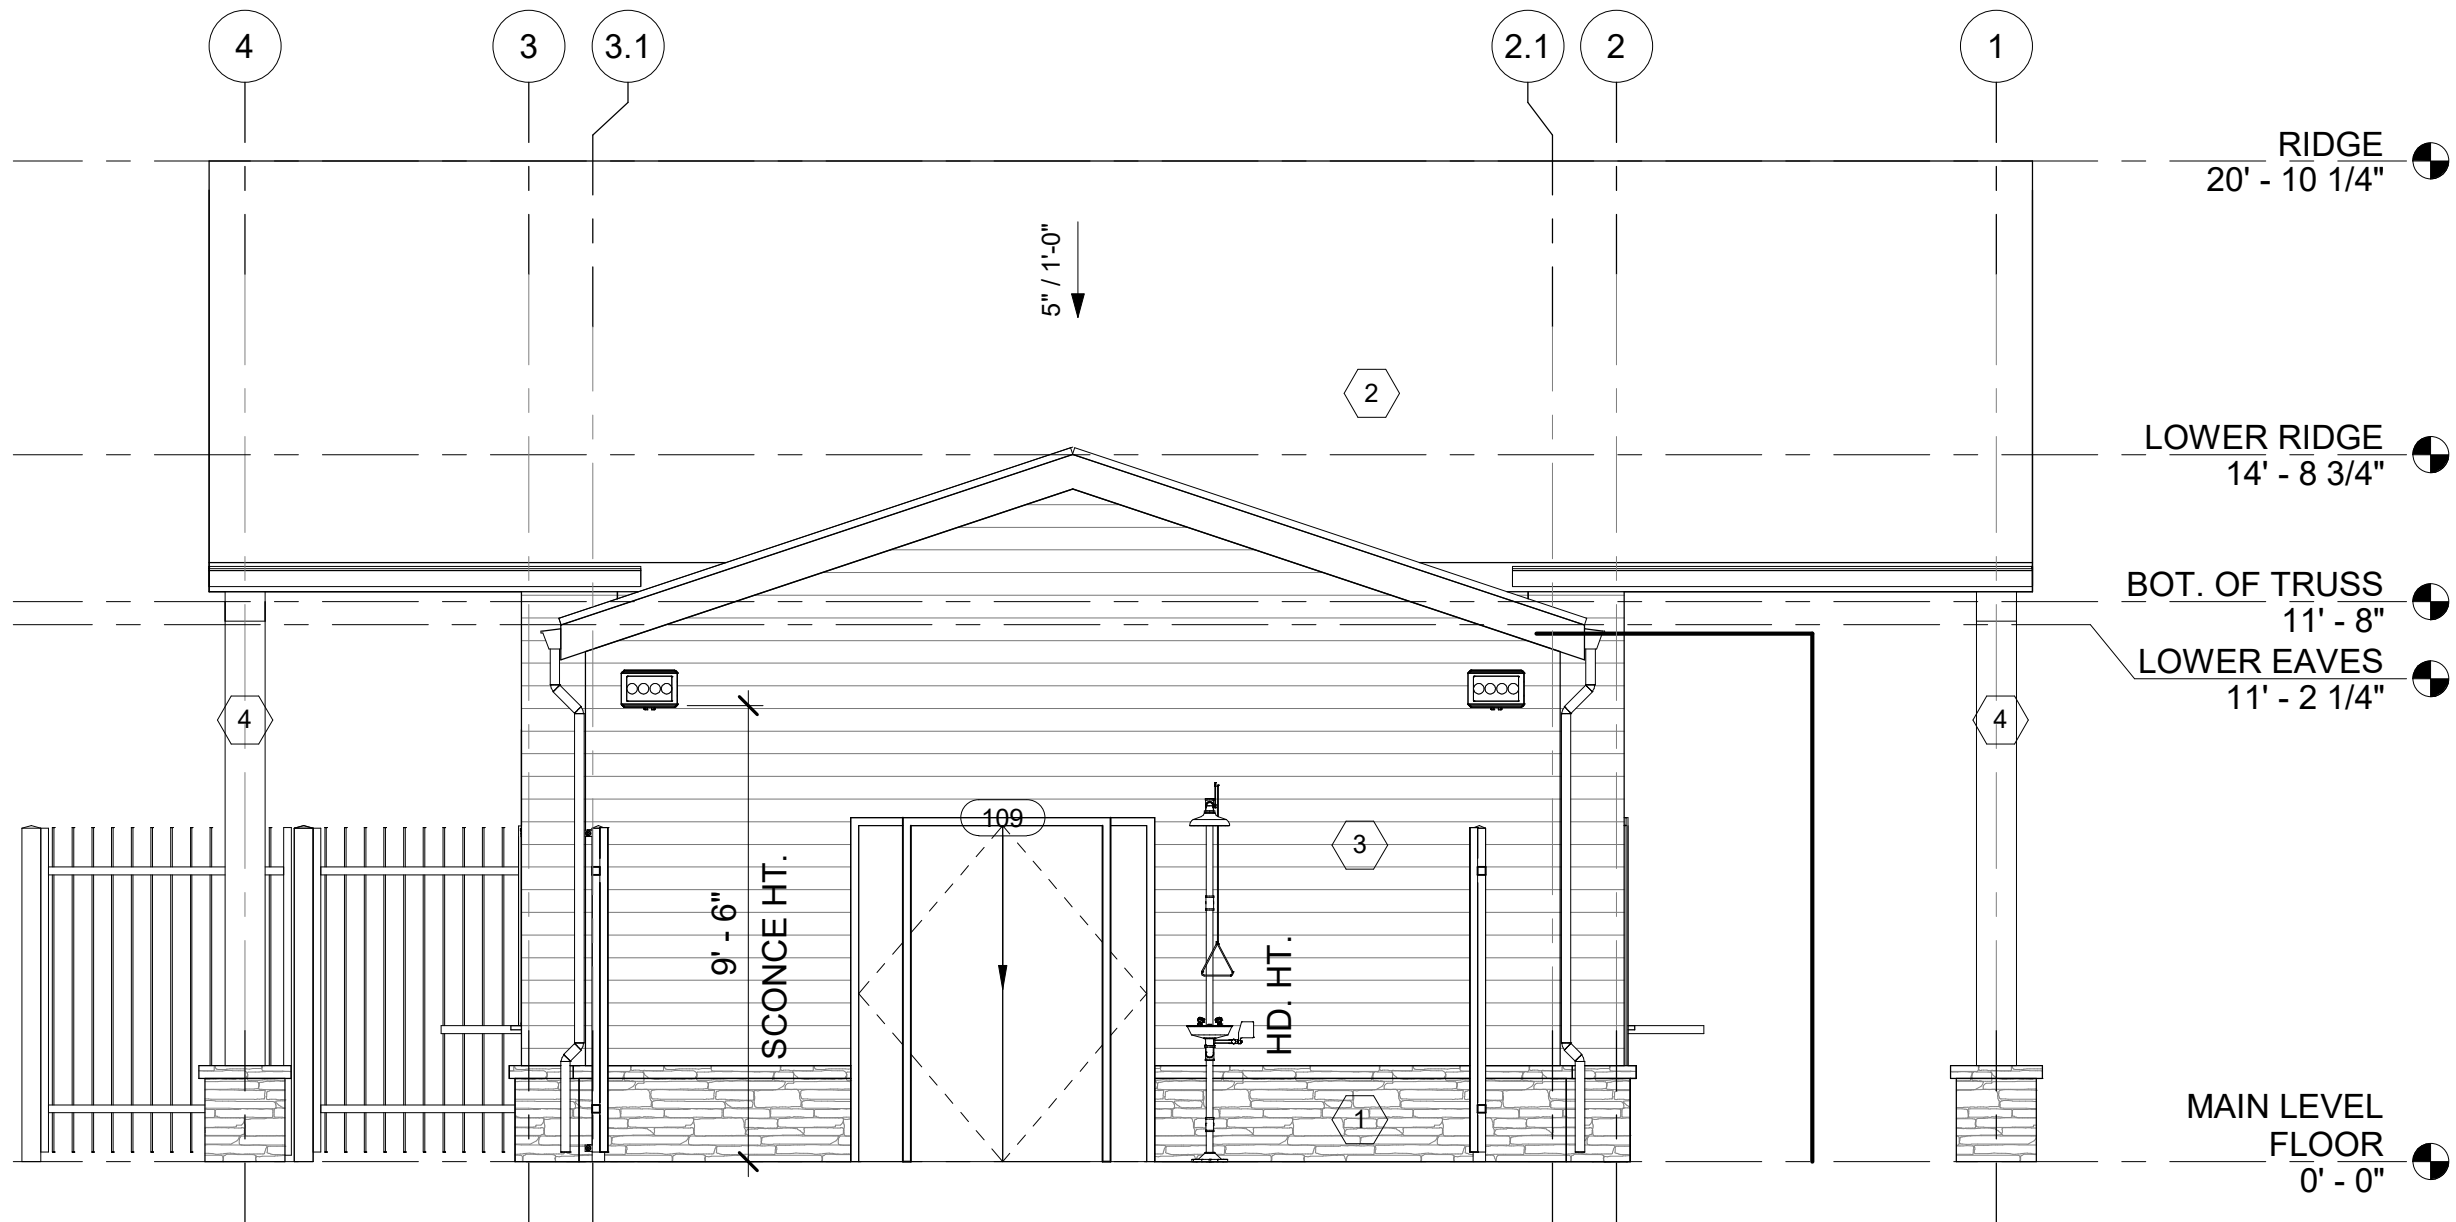 4
3
3.1
2.1
2
1
RIDGE
20' - 10 1/4"
5" / 1'-0"
2
LOWER RIDGE
14' - 8 3/4"
BOT. OF TRUSS
11' - 8"
LOWER EAVES
11' - 2 1/4"
4
4
109
3
9' - 6"
SCONCE HT.
HD. HT.
1
MAIN LEVEL
FLOOR
0' - 0"